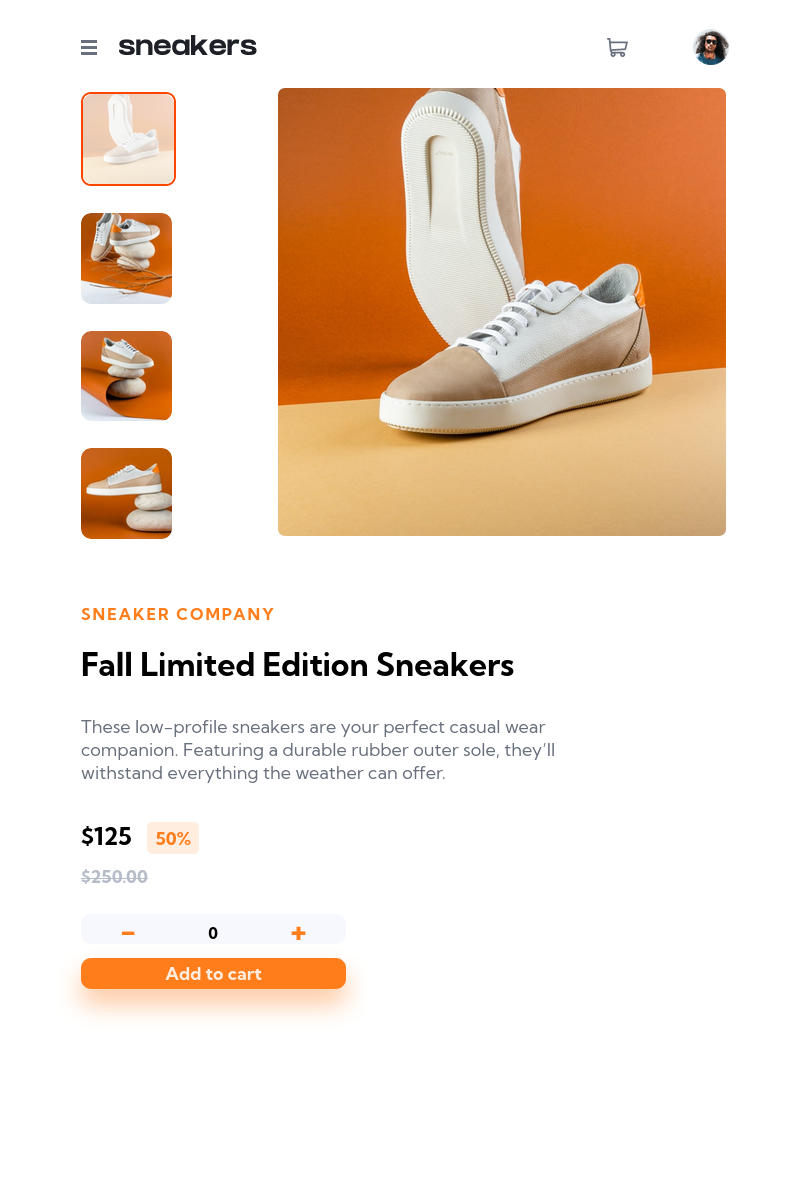 sneakers
SNEAKER COMPANY
Fall Limited Edition Sneakers
These low-profile sneakers are your perfect casual wear
companion. Featuring a durable rubber outer sole, they’ll
withstand everything the weather can offer.
$125 50%
$250.00
0
Add to cart